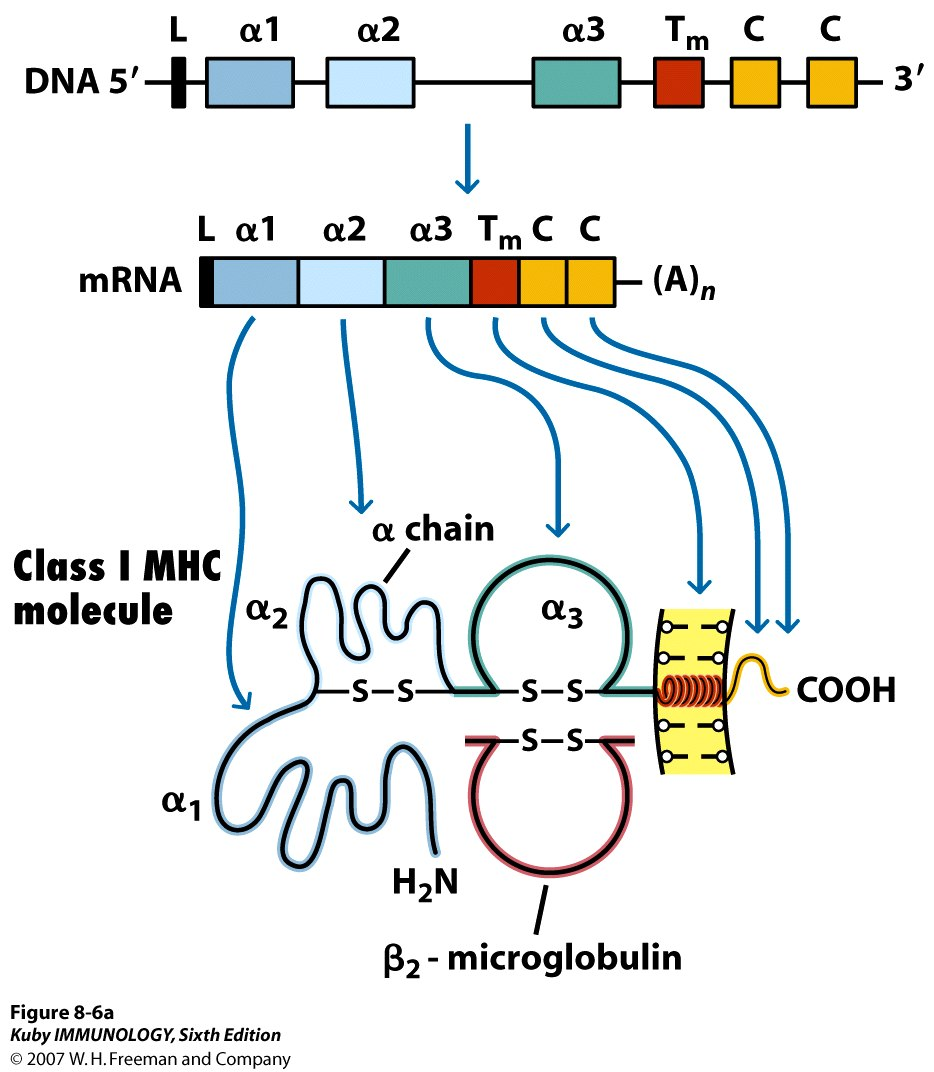 L α1 α2 α3 Tm C C
DNA 5′ 3′
L α1 α2 α3 Tm C C
mRNA (A)n
α chain
Class I MHC
molecule
α2
α3
S–S S–S
COOH
S–S
α1
H2N
β2 - microglobulin
Figure 8-6a
Kuby IMMUNOLOGY, Sixth Edition
© 2007 W. H. Freeman and Company